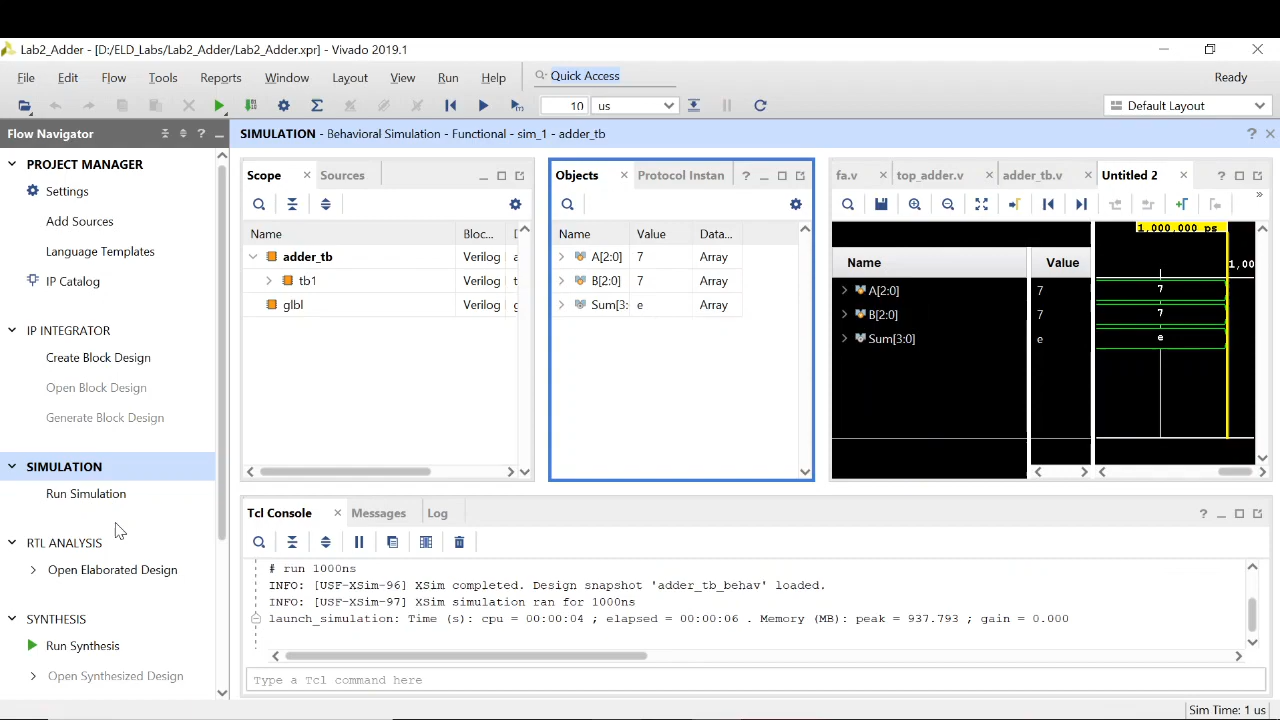 Lab2_Adder - [D:/ELD_Labs/Lab2_Adder/Lab2_Adder.xpr] - Vivado 2019.1
File Edit Flow Tools Reports Window Layout View Run Help Quick Access Ready
10 us Default Layout
Flow Navigator
PROJECT MANAGER
Settings
Add Sources
Language Templates
IP Catalog
IP INTEGRATOR
Create Block Design
Open Block Design
Generate Block Design
SIMULATION
Run Simulation
RTL ANALYSIS
Open Elaborated Design
SYNTHESIS
Run Synthesis
Open Synthesized Design
SIMULATION - Behavioral Simulation - Functional - sim_1 - adder_tb
Scope Sources
Name Bloc...
adder_tb Verilog
tb1 Verilog
glbl Verilog
Objects Protocol Instan
Name Value Data...
A[2:0] 7 Array
B[2:0] 7 Array
Sum[3: e Array
fa.v top_adder.v adder_tb.v Untitled 2
Name Value
A[2:0] 7
B[2:0] 7
Sum[3:0] e
1,000,000 ps
1,00
7
7
e
Tcl Console Messages Log
# run 1000ns
INFO: [USF-XSim-96] XSim completed. Design snapshot 'adder_tb_behav' loaded.
INFO: [USF-XSim-97] XSim simulation ran for 1000ns
launch_simulation: Time (s): cpu = 00:00:04 ; elapsed = 00:00:06 . Memory (MB): peak = 937.793 ; gain = 0.000
Type a Tcl command here
Sim Time: 1 us